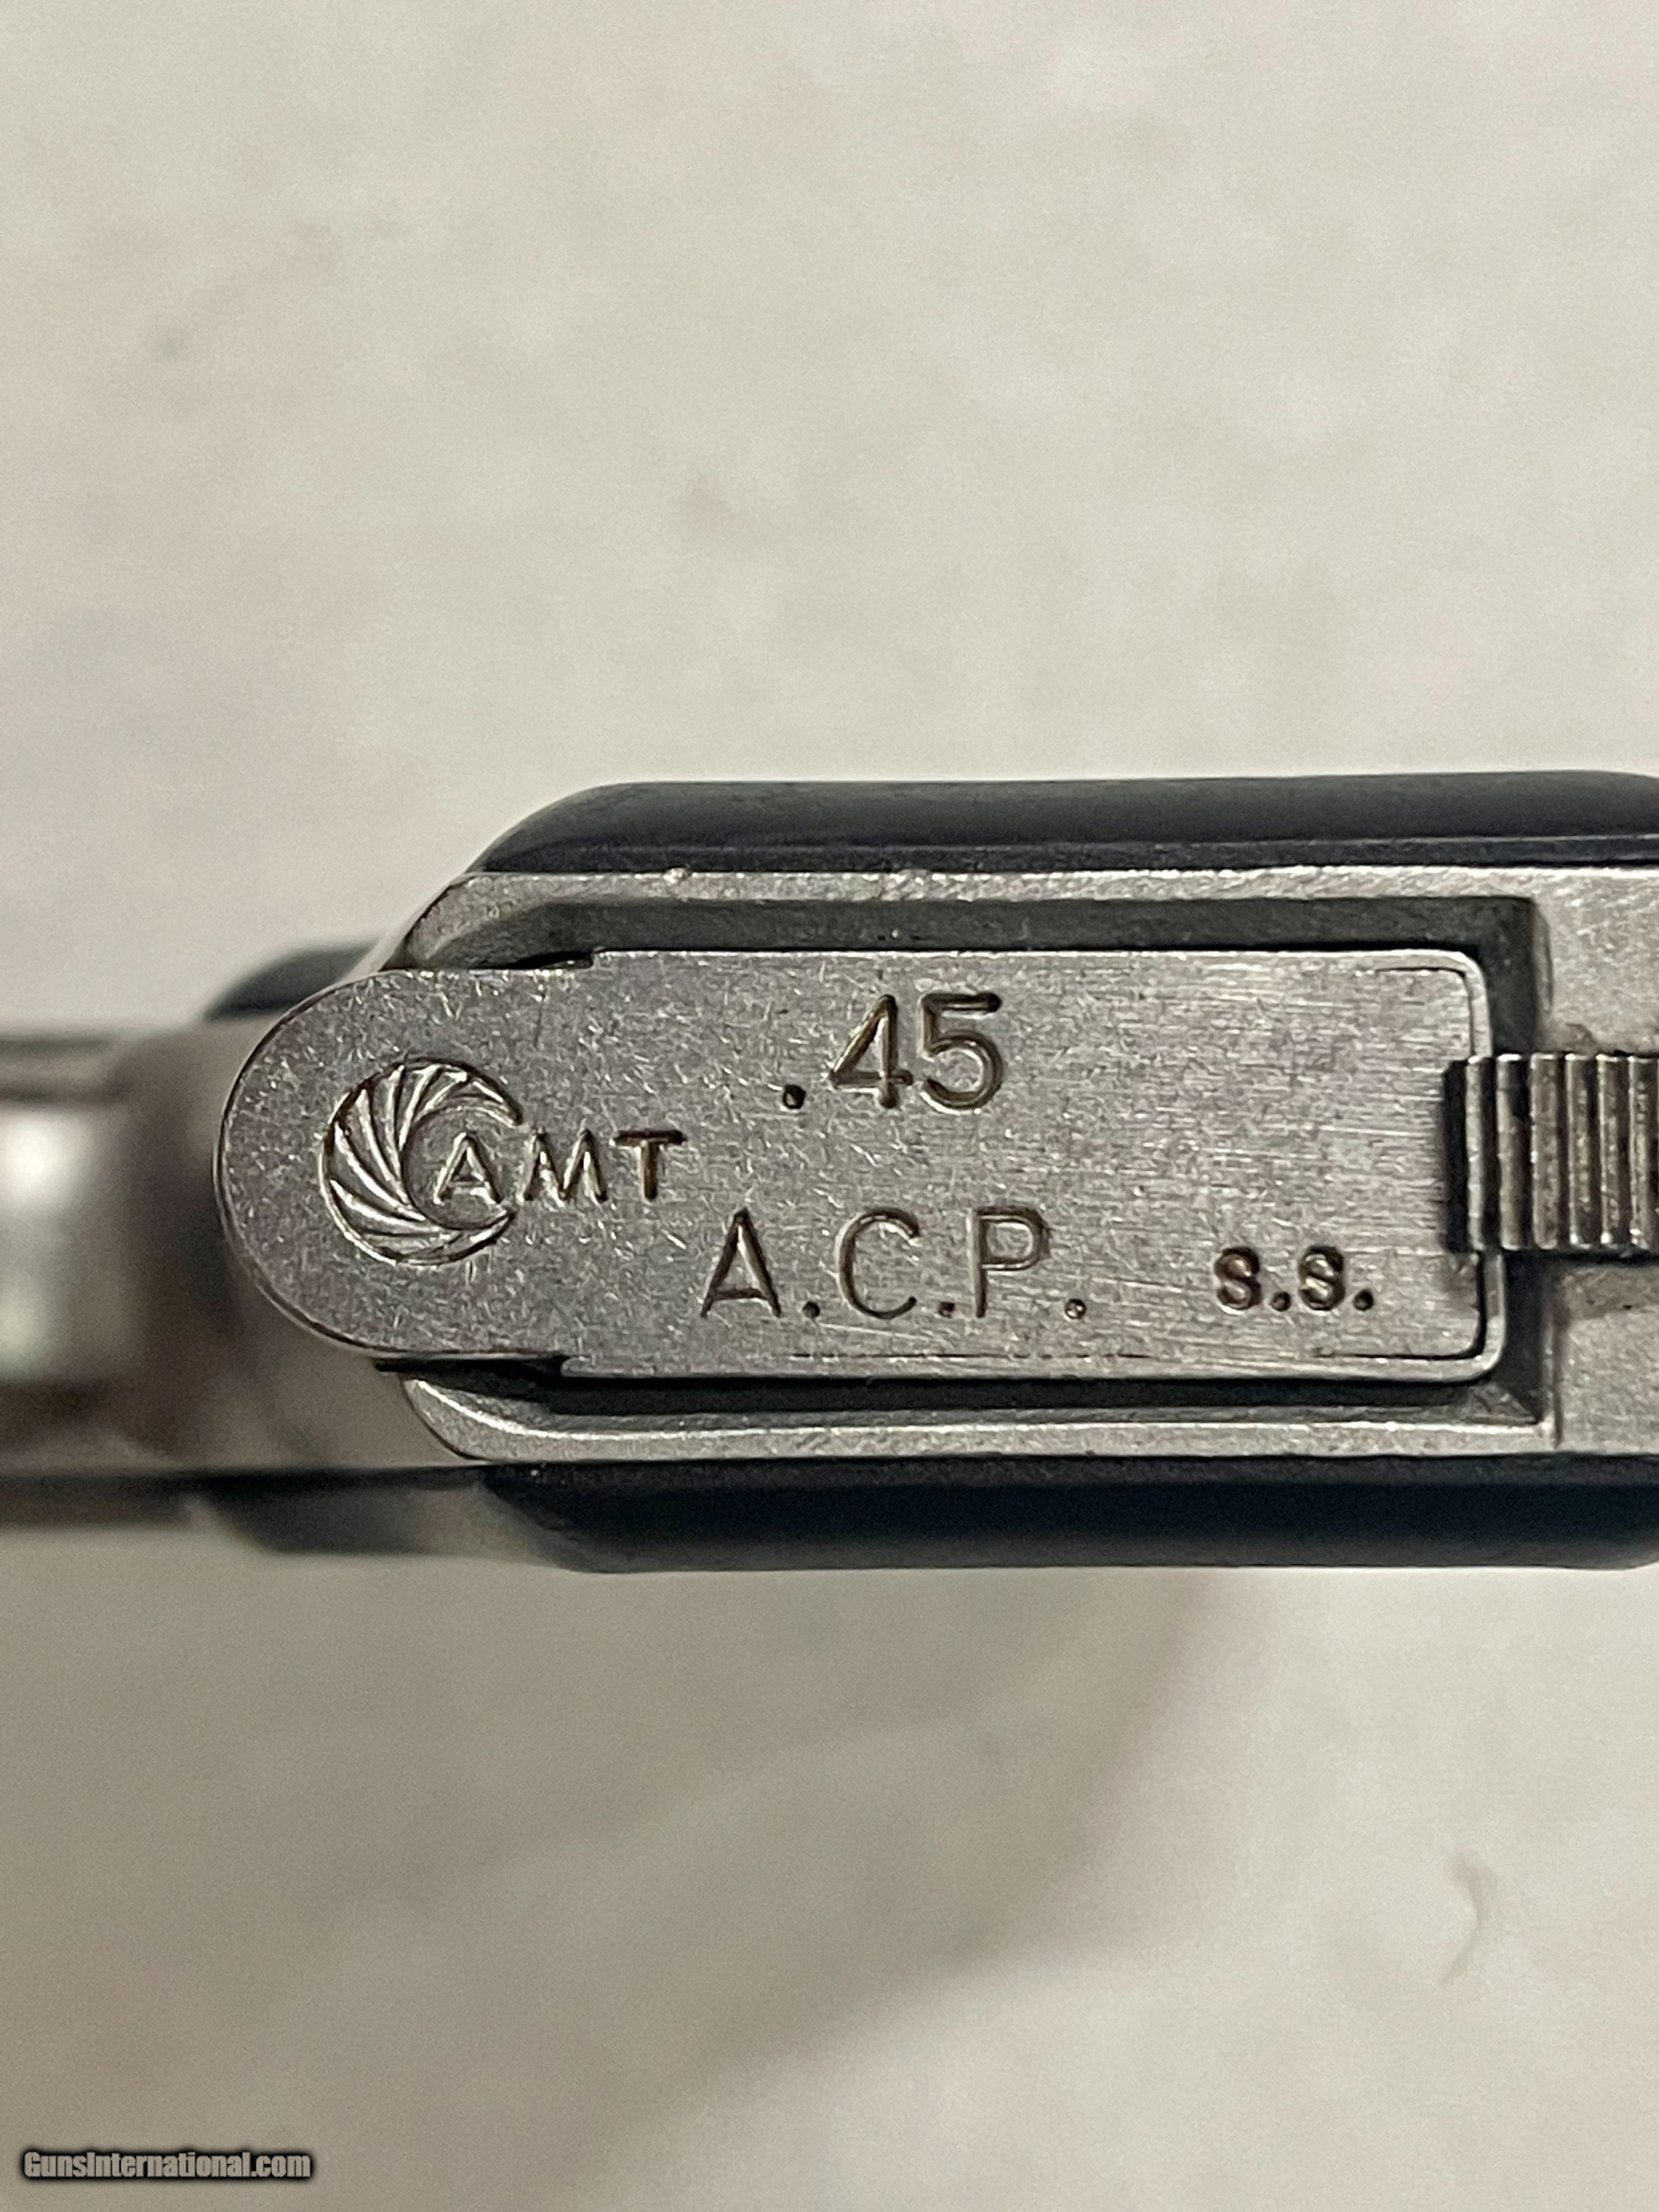 .45
AMT
A.C.P. s.s.
GunsInternational.com